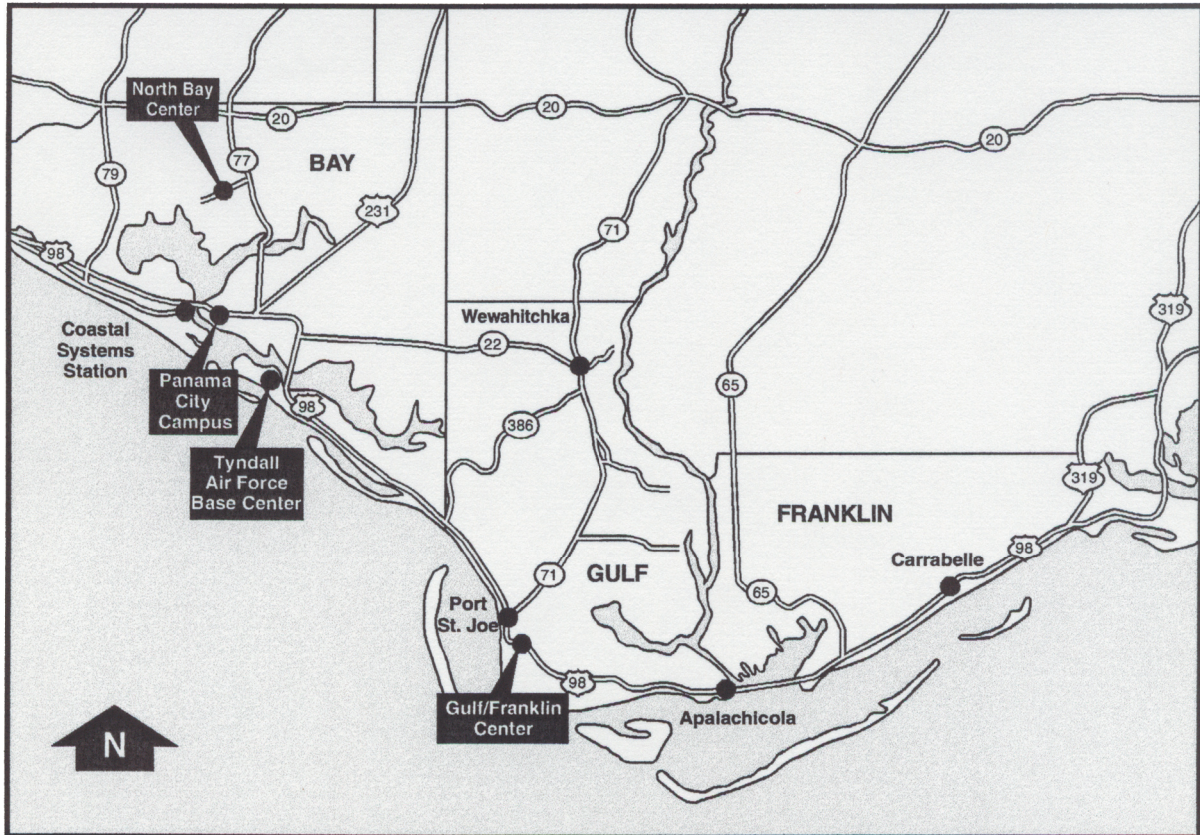 North Bay
Center
20
20
20
79
77
BAY
231
71
98
Coastal
Systems
Station
Panama
City
Campus
Tyndall
Air Force
Base Center
98
Wewahitchka
22
386
65
319
319
FRANKLIN
Carrabelle
98
71
GULF
65
Port
St. Joe
98
Gulf/Franklin
Center
Apalachicola
N